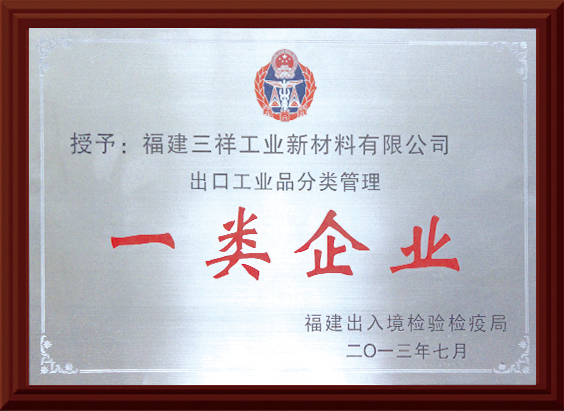 授予：福建三祥工业新材料有限公司
出口工业品分类管理
一类企业
福建出入境检验检疫局
二〇一三年七月